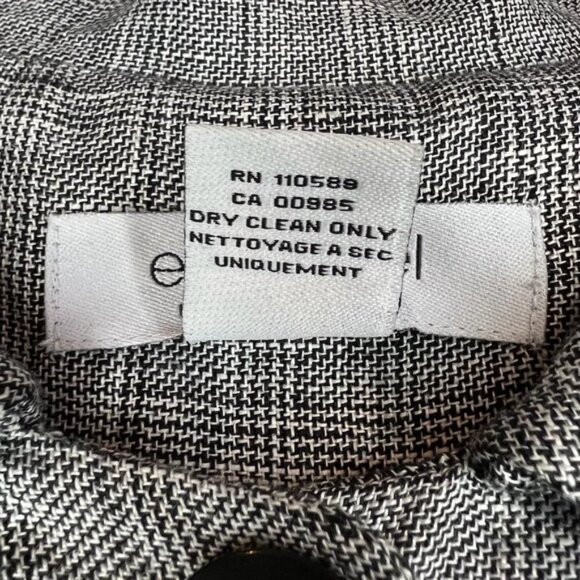 RN 110589
CA 00985
DRY CLEAN ONLY
NETTOYAGE A SEC
UNIQUEMENT